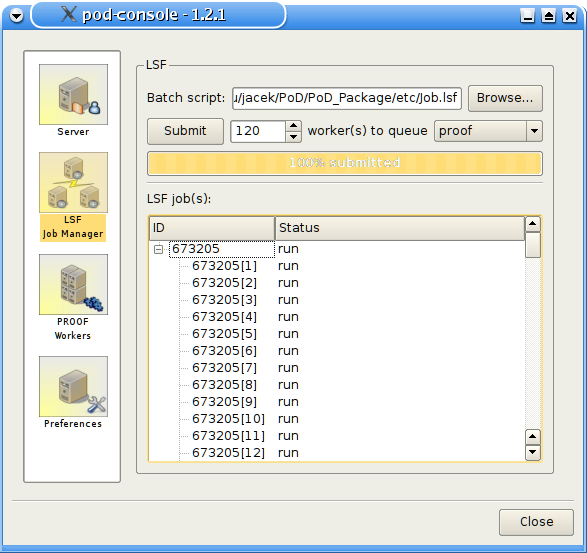 pod-console - 1.2.1
Server
LSF
Job Manager
PROOF
Workers
Preferences
LSF
Batch script: u/jacek/PoD/PoD_Package/etc/Job.lsf Browse...
Submit 120 worker(s) to queue proof
100% submitted
LSF job(s):
ID Status
673205 run
673205[1] run
673205[2] run
673205[3] run
673205[4] run
673205[5] run
673205[6] run
673205[7] run
673205[8] run
673205[9] run
673205[10] run
673205[11] run
673205[12] run
Close